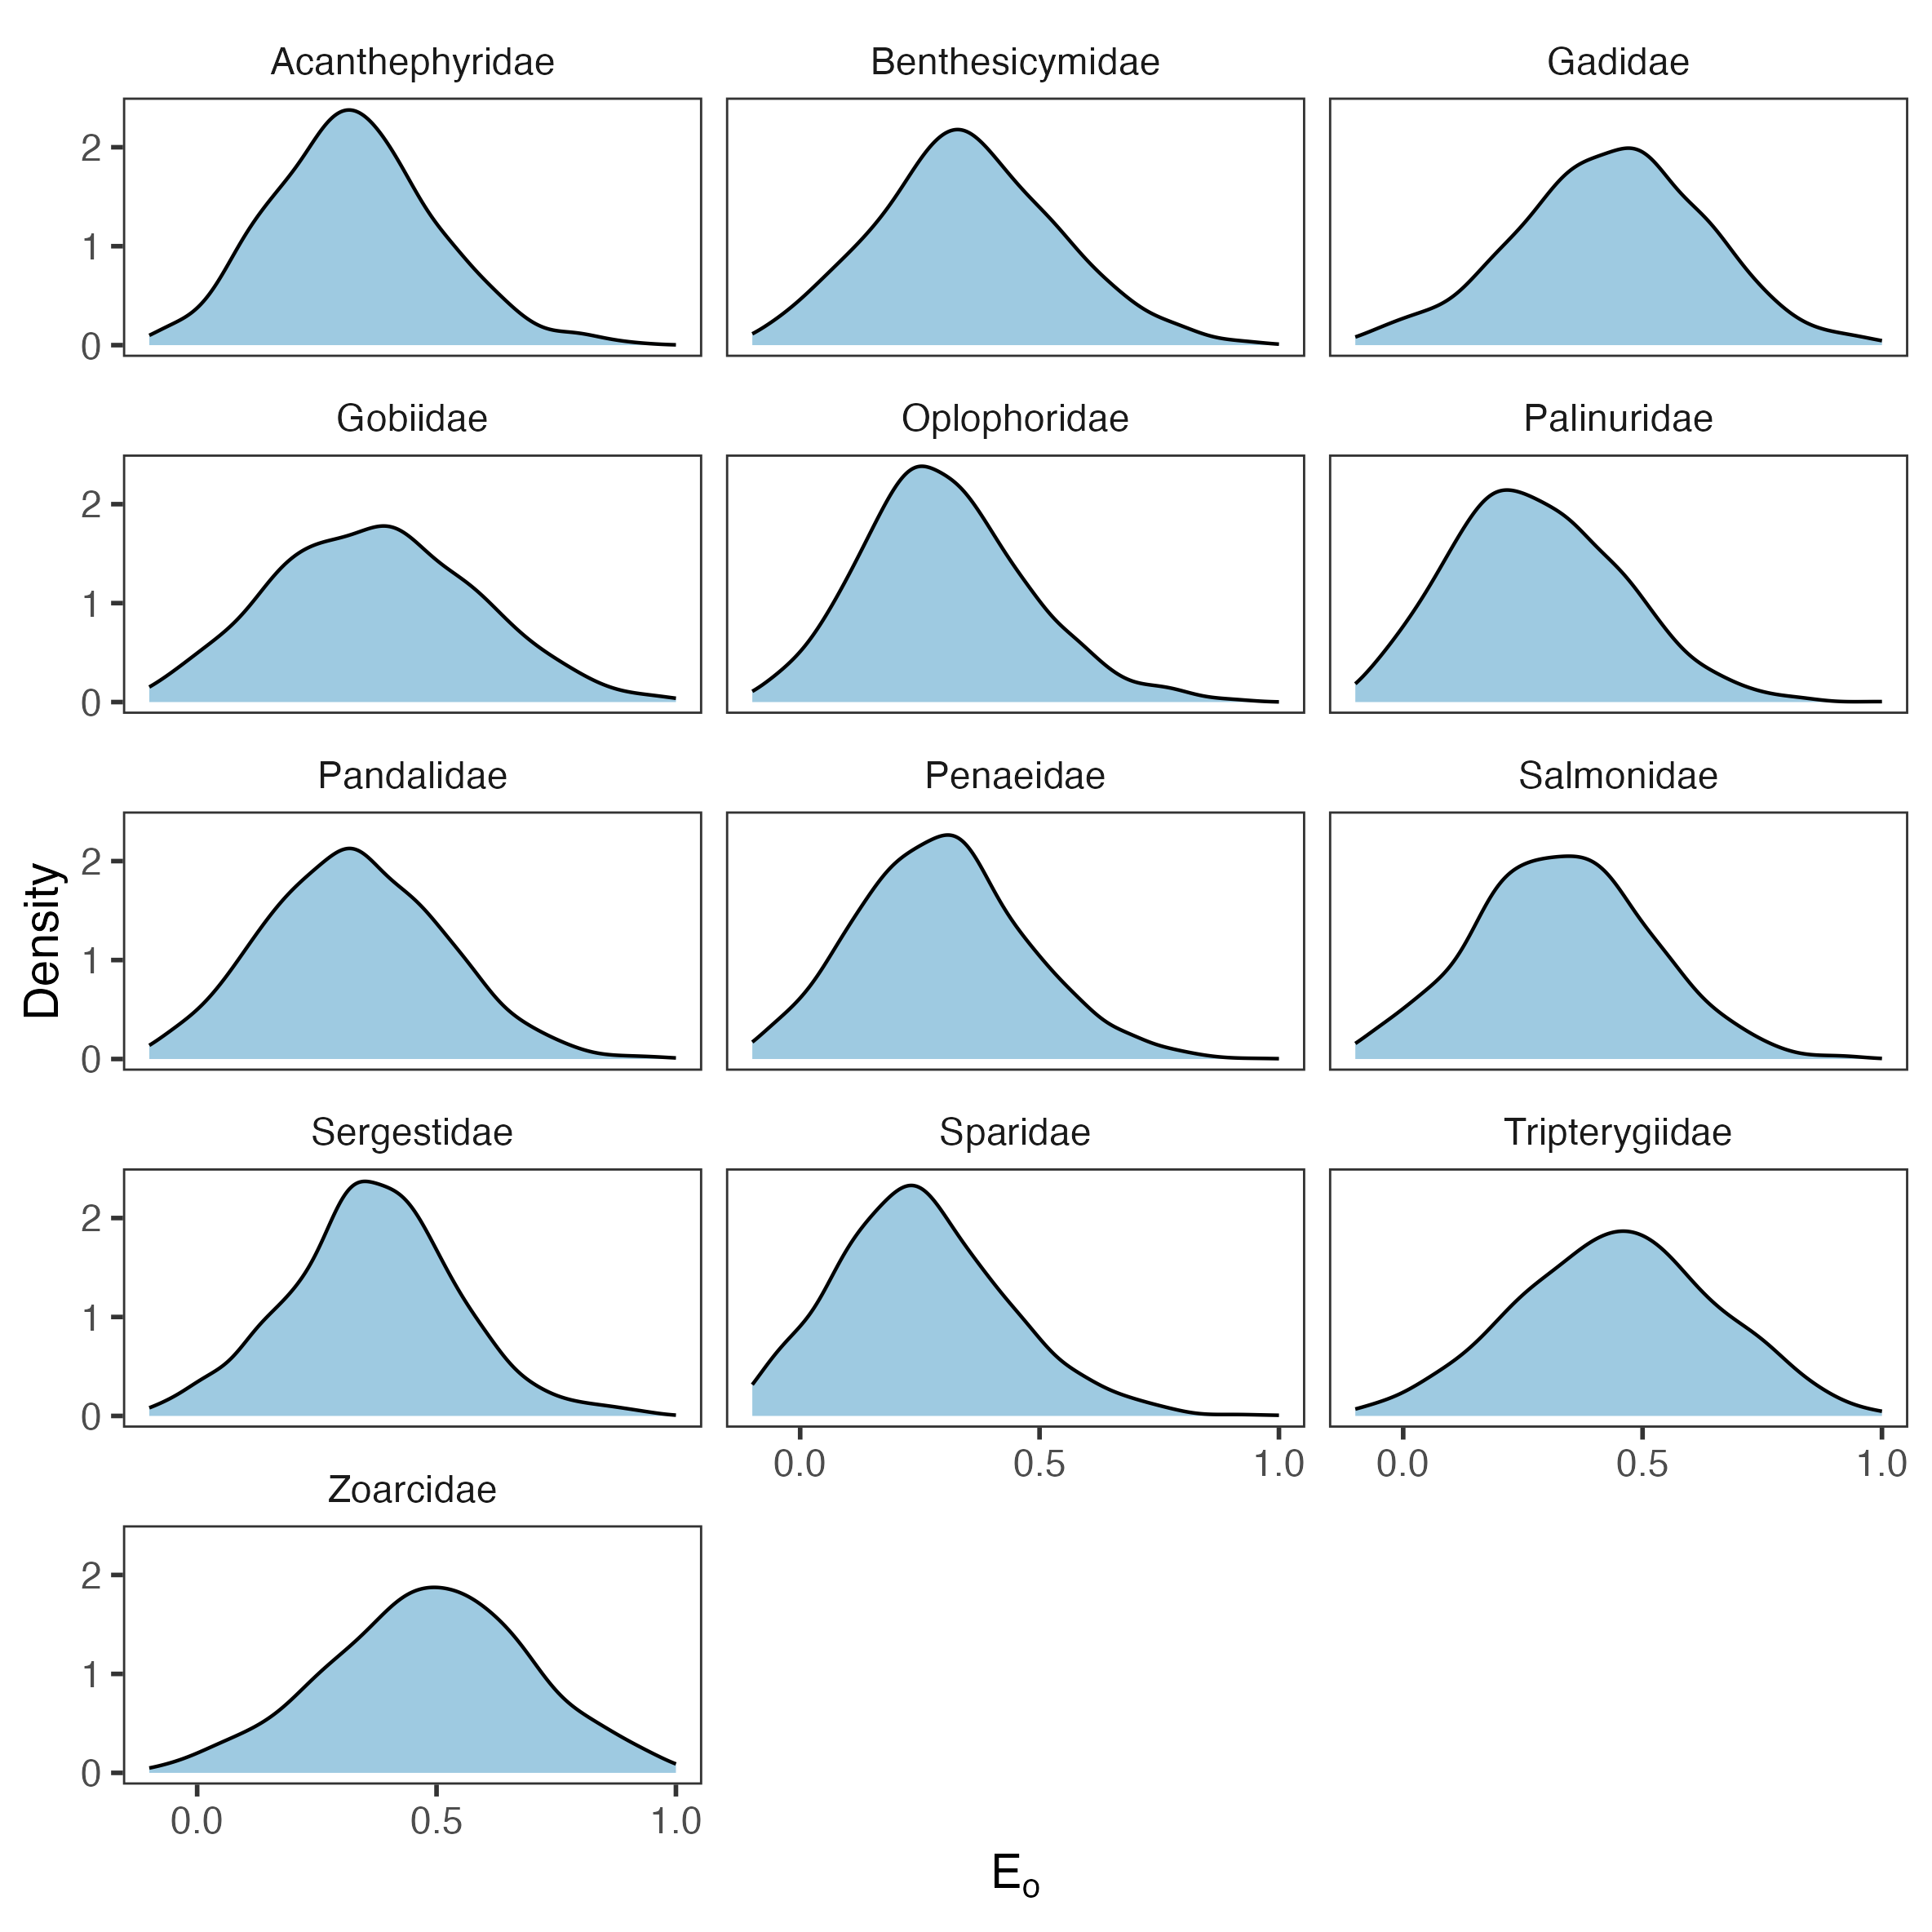 Acanthephyridae Benthesicymidae Gadidae
2
1
0
Gobiidae Oplophoridae Palinuridae
2
1
0
Pandalidae Penaeidae Salmonidae
2
1
0
Density
Sergestidae Sparidae Tripterygiidae
2
1
0
0.0 0.5 1.0 0.0 0.5 1.0
Zoarcidae
2
1
0
0.0 0.5 1.0
Eo